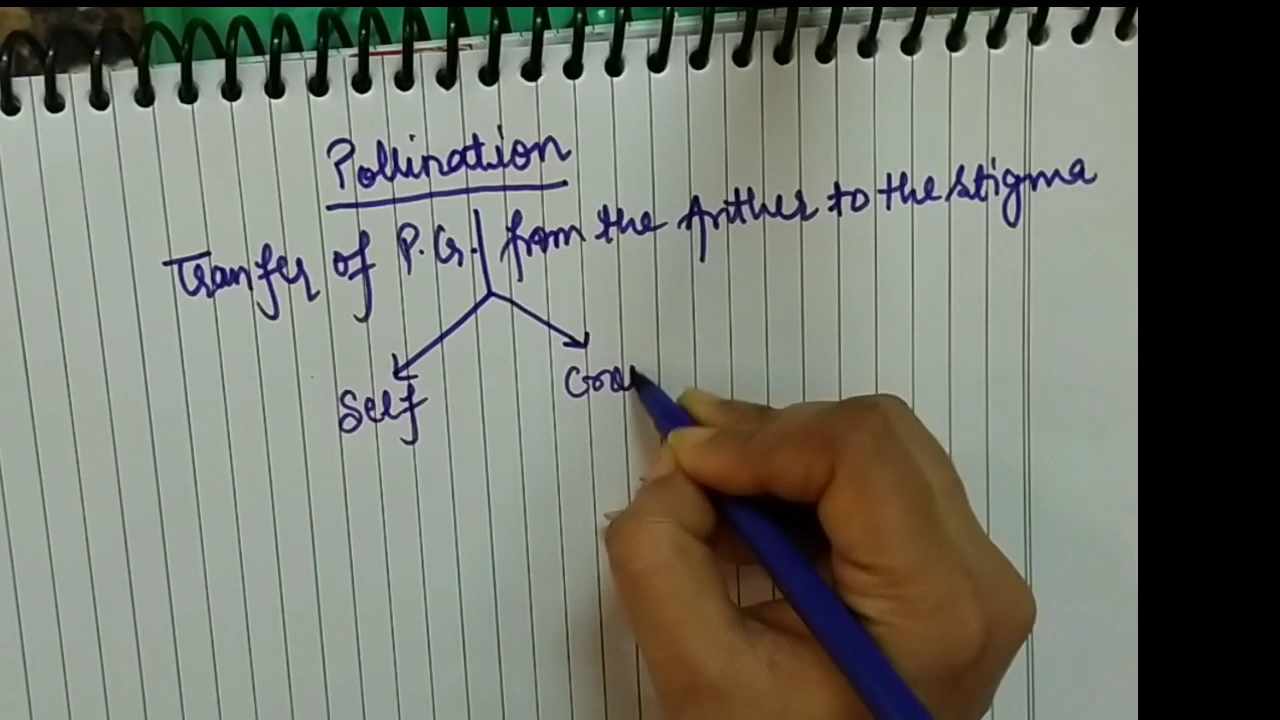 Pollination
Tranfer of P.G. from the Anther to the stigma
Self